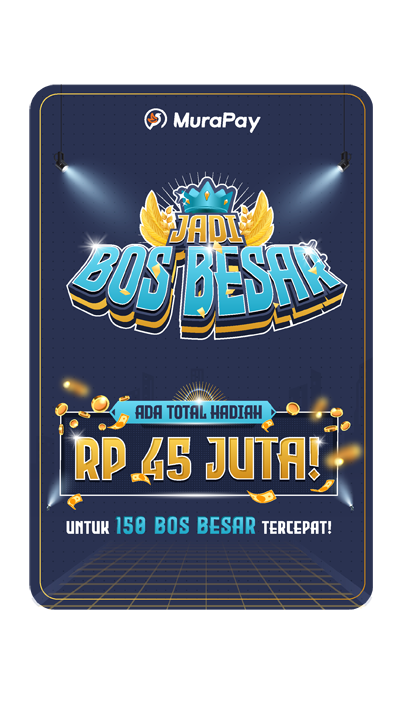 MuraPay
JADI
BOS BESAR
ADA TOTAL HADIAH
RP 45 JUTA!
UNTUK 150 BOS BESAR TERCEPAT!